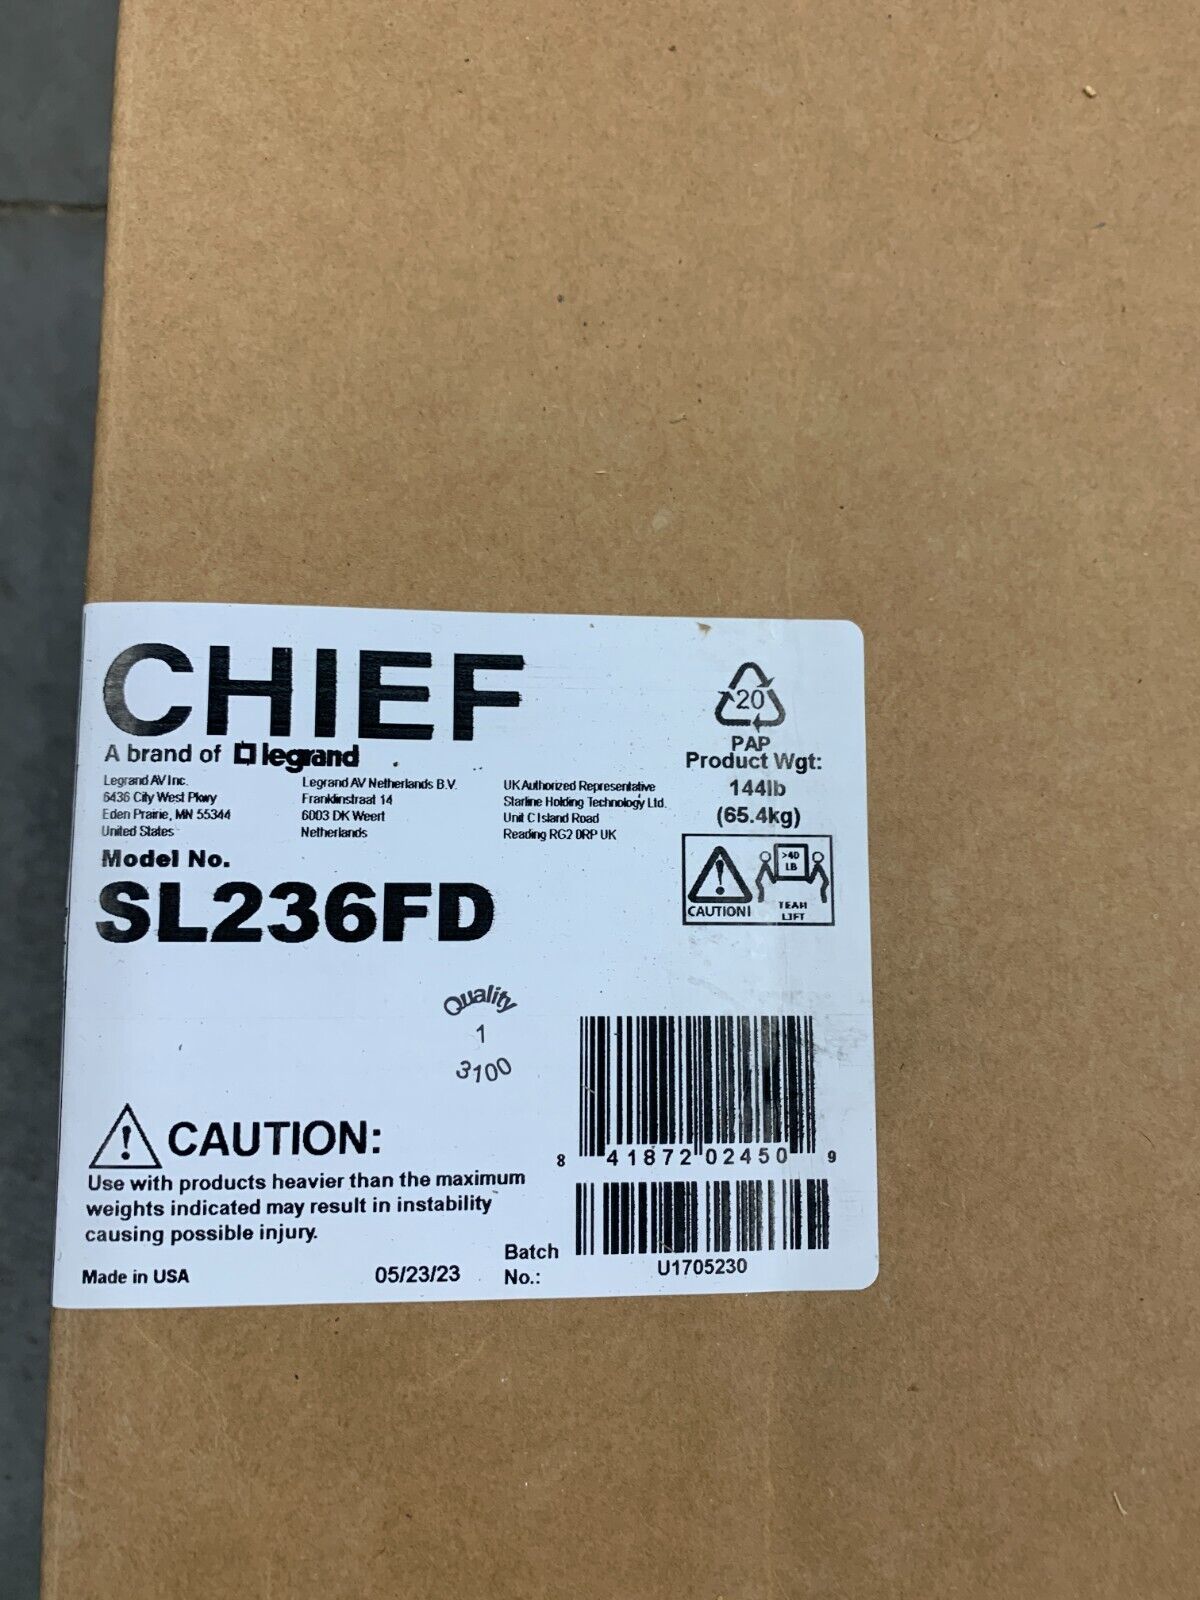 CHIEF
A brand of legrand
Legrand AV Inc.
6436 City West Pkwy
Eden Prairie, MN 55344
United States
Legrand AV Netherlands B.V.
Franklinstraat 14
6003 DK Weert
Netherlands
UK Authorized Representative
Starline Holding Technology Ltd.
Unit C Island Road
Reading RG2 0RP UK
20
PAP
Product Wgt:
144lb
(65.4kg)
CAUTION!
>40
LB
TEAM
LIFT
Model No.
SL236FD
Quality
1
3100
CAUTION:
Use with products heavier than the maximum
weights indicated may result in instability
causing possible injury.
Made in USA
05/23/23
8 41872 02450 9
Batch
No.:
U1705230